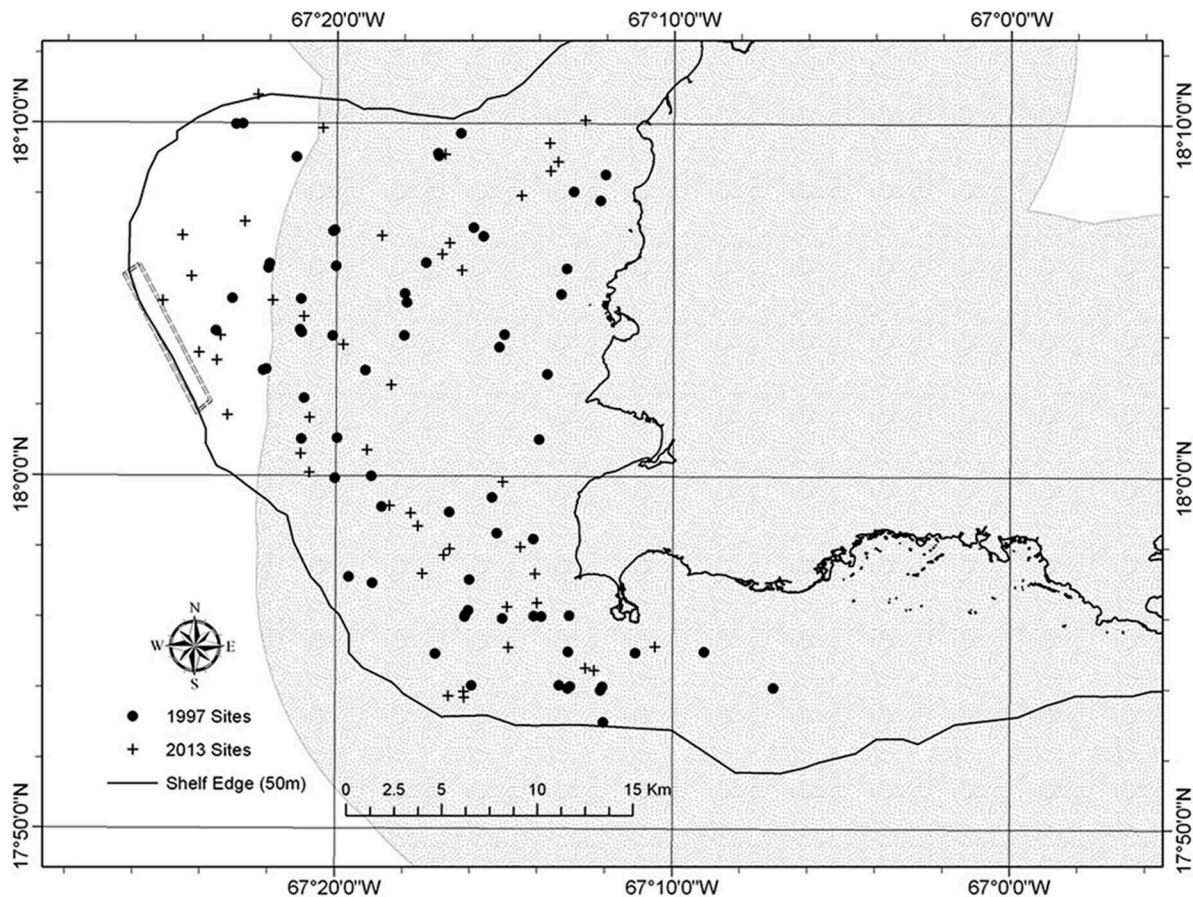 67°20'0"W 67°10'0"W 67°0'0"W
18°10'0"N 18°10'0"N
18°0'0"N 18°0'0"N
N
W E
S
1997 Sites
2013 Sites
Shelf Edge (50m)
0 2.5 5 10 15 Km
17°50'0"N 17°50'0"N
67°20'0"W 67°10'0"W 67°0'0"W